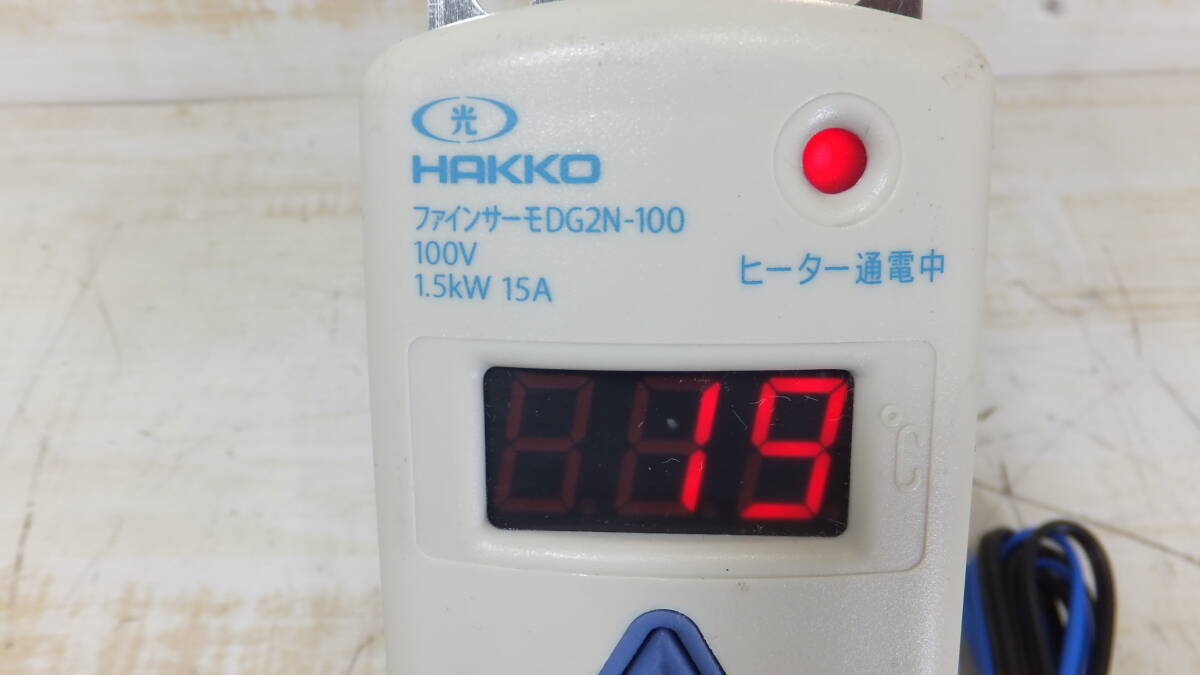 光
HAKKO
ファインサーモDG2N-100
100V
1.5kW 15A
ヒーター通電中
19
℃